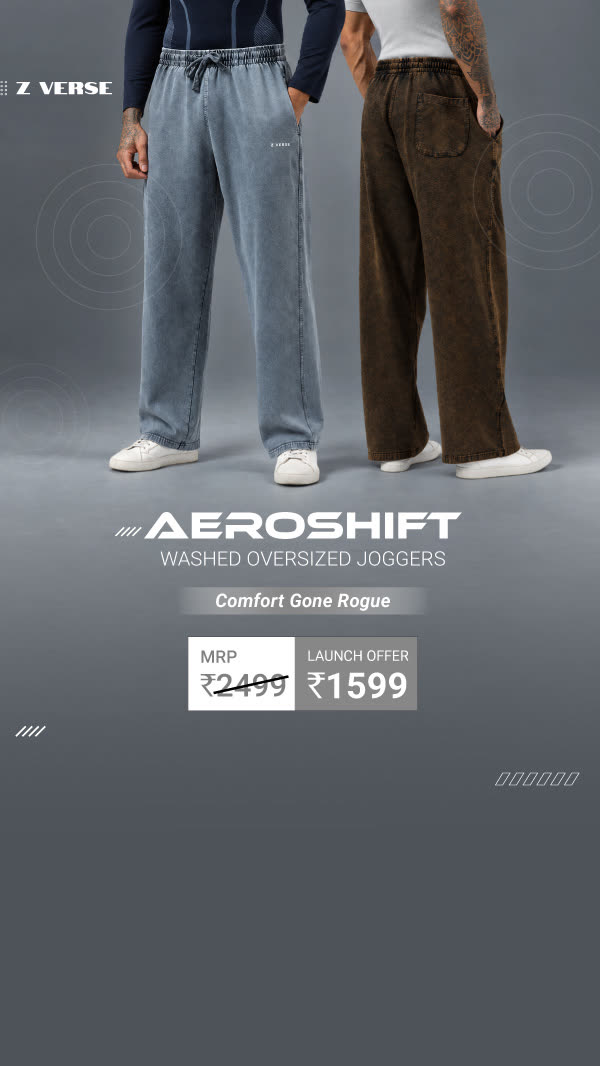 Z VERSE
Z VERSE
AEROSHIFT
WASHED OVERSIZED JOGGERS
Comfort Gone Rogue
MRP
₹2499
LAUNCH OFFER
₹1599